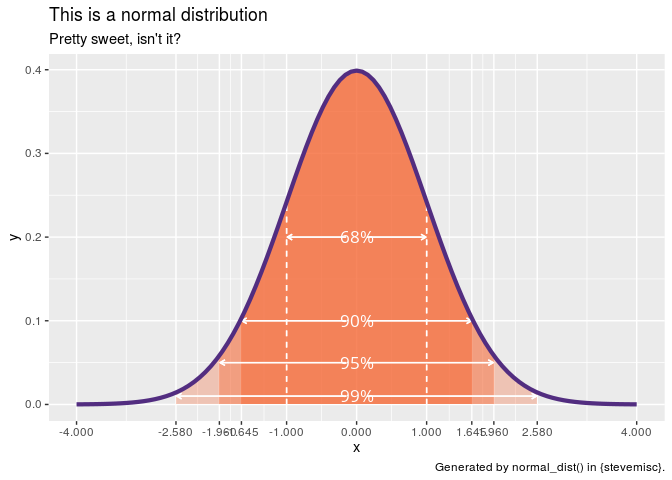 This is a normal distribution
Pretty sweet, isn't it?
0.4
0.3
y
0.2
0.1
0.0
68%
90%
95%
99%
-4.000 -2.580 -1.960 -1.645 -1.000 0.000 1.000 1.645 1.960 2.580 4.000
x
Generated by normal_dist() in {stevemisc}.